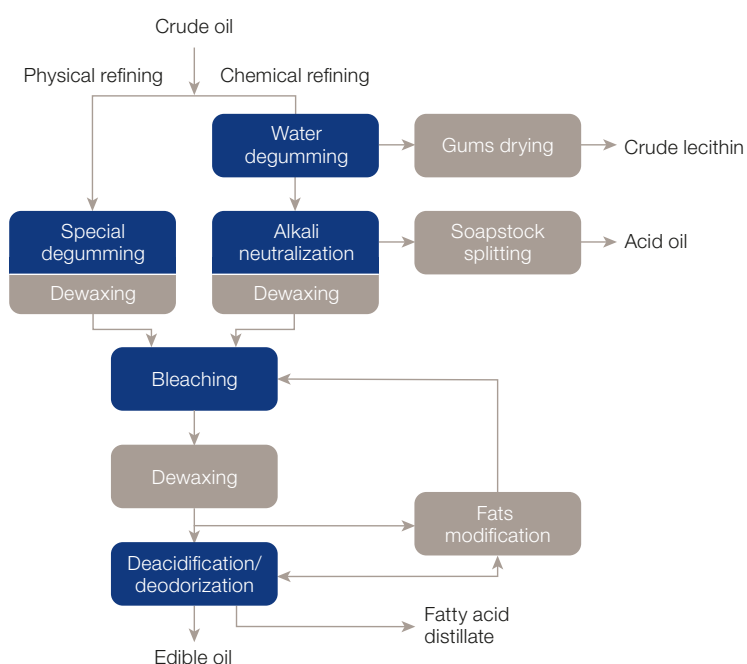 Crude oil
Physical refining
Chemical refining
Water
degumming
Gums drying
Crude lecithin
Special
degumming
Alkali
neutralization
Soapstock
splitting
Acid oil
Dewaxing
Dewaxing
Bleaching
Dewaxing
Fats
modification
Deacidification/
deodorization
Fatty acid
distillate
Edible oil